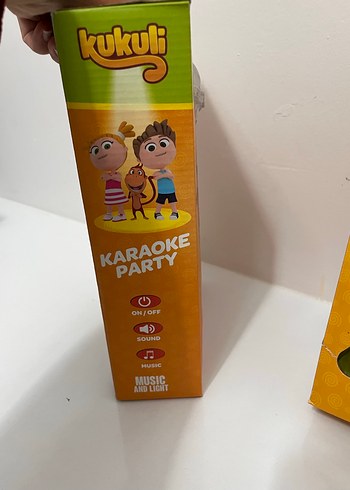 kukuli
KARAOKE
PARTY
ON / OFF
SOUND
MUSIC
MUSIC
AND LIGHT